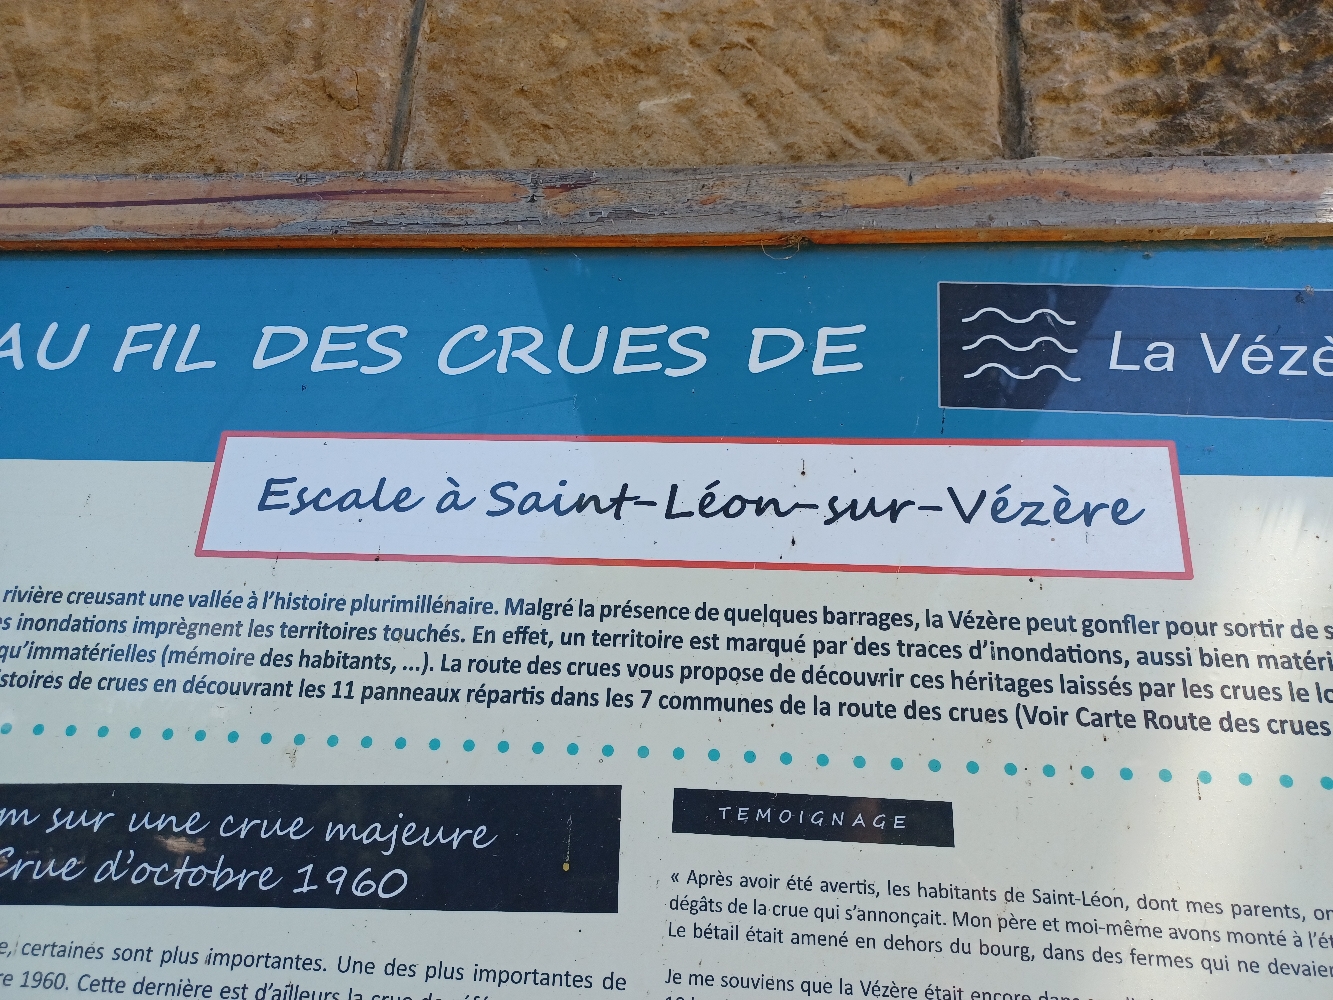 AU FIL DES CRUES DE
La Vézè
Escale à Saint-Léon-sur-Vézère
rivière creusant une vallée à l'histoire plurimillénaire. Malgré la présence de quelques barrages, la Vézère peut gonfler pour sortir de s
s inondations imprègnent les territoires touchés. En effet, un territoire est marqué par des traces d'inondations, aussi bien matéri
qu'immatérielles (mémoire des habitants, ...). La route des crues vous propose de découvrir ces héritages laissés par les crues le lo
stoires de crues en découvrant les 11 panneaux répartis dans les 7 communes de la route des crues (Voir Carte Route des crues
m sur une crue majeure
Crue d'octobre 1960
e, certaines sont plus importantes. Une des plus importantes de
re 1960. Cette dernière est d'ailleurs la crue de
TEMOIGNAGE
« Après avoir été avertis, les habitants de Saint-Léon, dont mes parents, on
dégâts de la crue qui s'annonçait. Mon père et moi-même avons monté à l'ét
Le bétail était amené en dehors du bourg, dans des fermes qui ne devaien
Je me souviens que la Vézère était encore dans